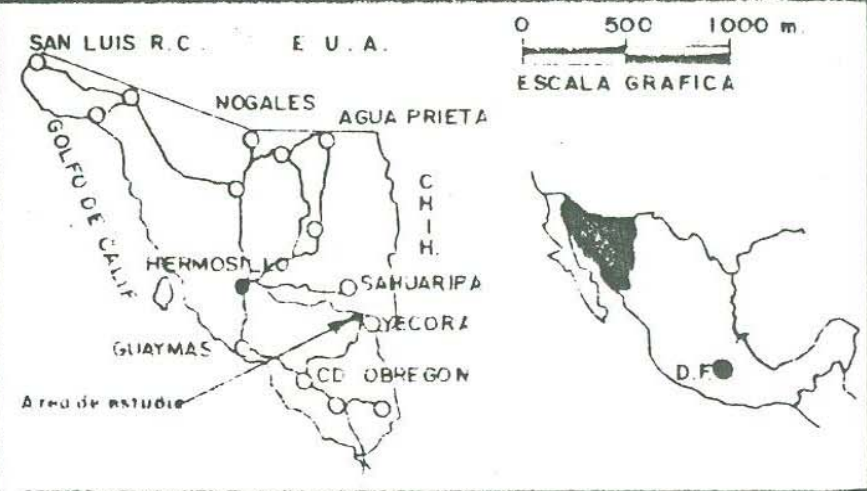 SAN LUIS R.C. E U. A.
0 500 1000 m.
ESCALA GRAFICA
NOGALES
AGUA PRIETA
GOLFO DE CALIF
CHIH.
HERMOSILLO
SAHUARIPA
YECORA
GUAYMAS
CD OBREGON
Area de estudio
D.F.